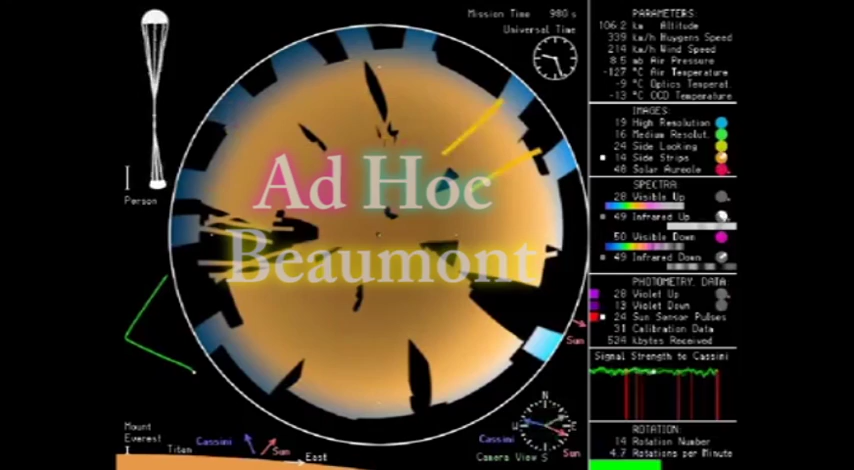 Mission Time 980 s
Universal Time
Person
Ad Hoc
Beaumont
Sun
N
W
S
Cassini
Camera View S
Sun
Mount
Everest
Titan
Cassini
Sun
East
PARAMETERS:
106.2 km Altitude
339 km/h Huygens Speed
214 km/h Wind Speed
8.5 mb Air Pressure
-127 °C Air Temperature
-9 °C Optics Temperat.
-13 °C CCD Temperature
IMAGES:
19 High Resolution
16 Medium Resolut.
24 Side Looking
14 Side Strips
48 Solar Aureole
SPECTRA
28 Visible Up
49 Infrared Up
50 Visible Down
49 Infrared Down
PHOTOMETRY, DATA:
28 Violet Up
13 Violet Down
24 Sun Sensor Pulses
31 Calibration Data
524 kbytes Received
Signal Strength to Cassini
ROTATION:
14 Rotation Number
4.7 Rotations per Minute